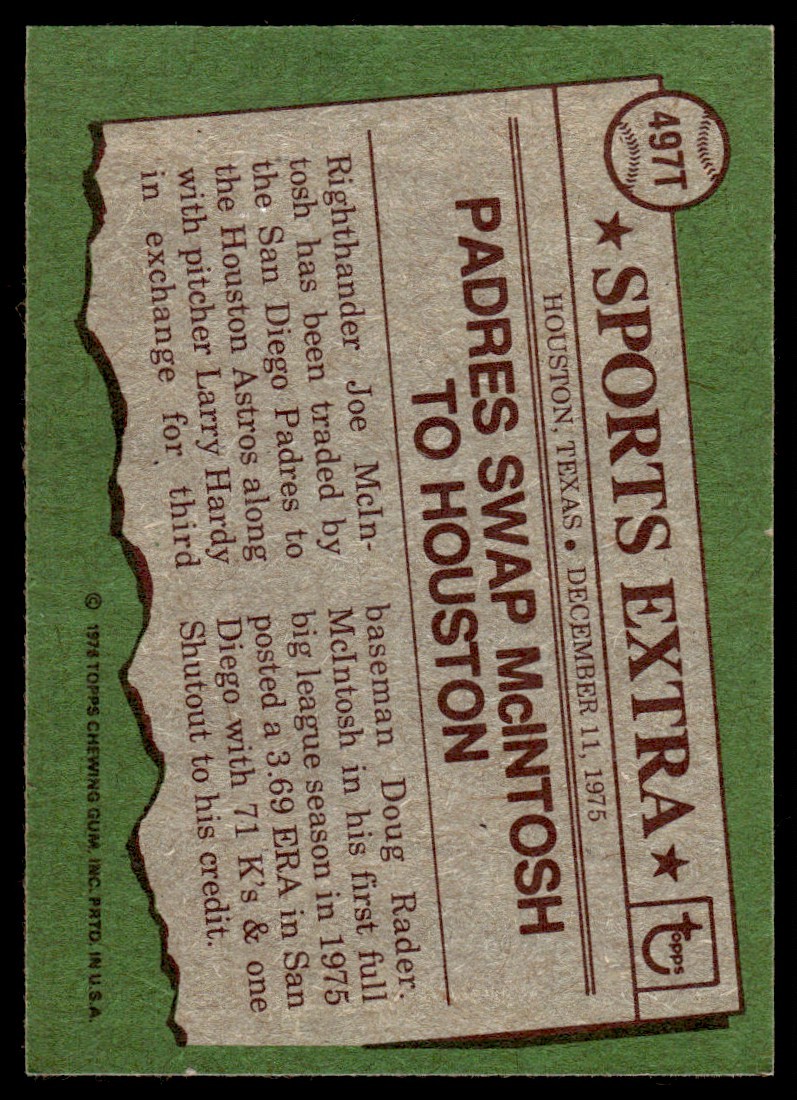 497T
★ SPORTS EXTRA ★
topps
HOUSTON, TEXAS • DECEMBER 11, 1975
PADRES SWAP McINTOSH
TO HOUSTON
Righthander Joe McIn-
tosh has been traded by
the San Diego Padres to
the Houston Astros along
with pitcher Larry Hardy
in exchange for third
baseman Doug Rader.
McIntosh in his first full
big league season in 1975
posted a 3.69 ERA in San
Diego with 71 K's & one
Shutout to his credit.
© 1976 TOPPS CHEWING GUM, INC. PRTD. IN U.S.A.